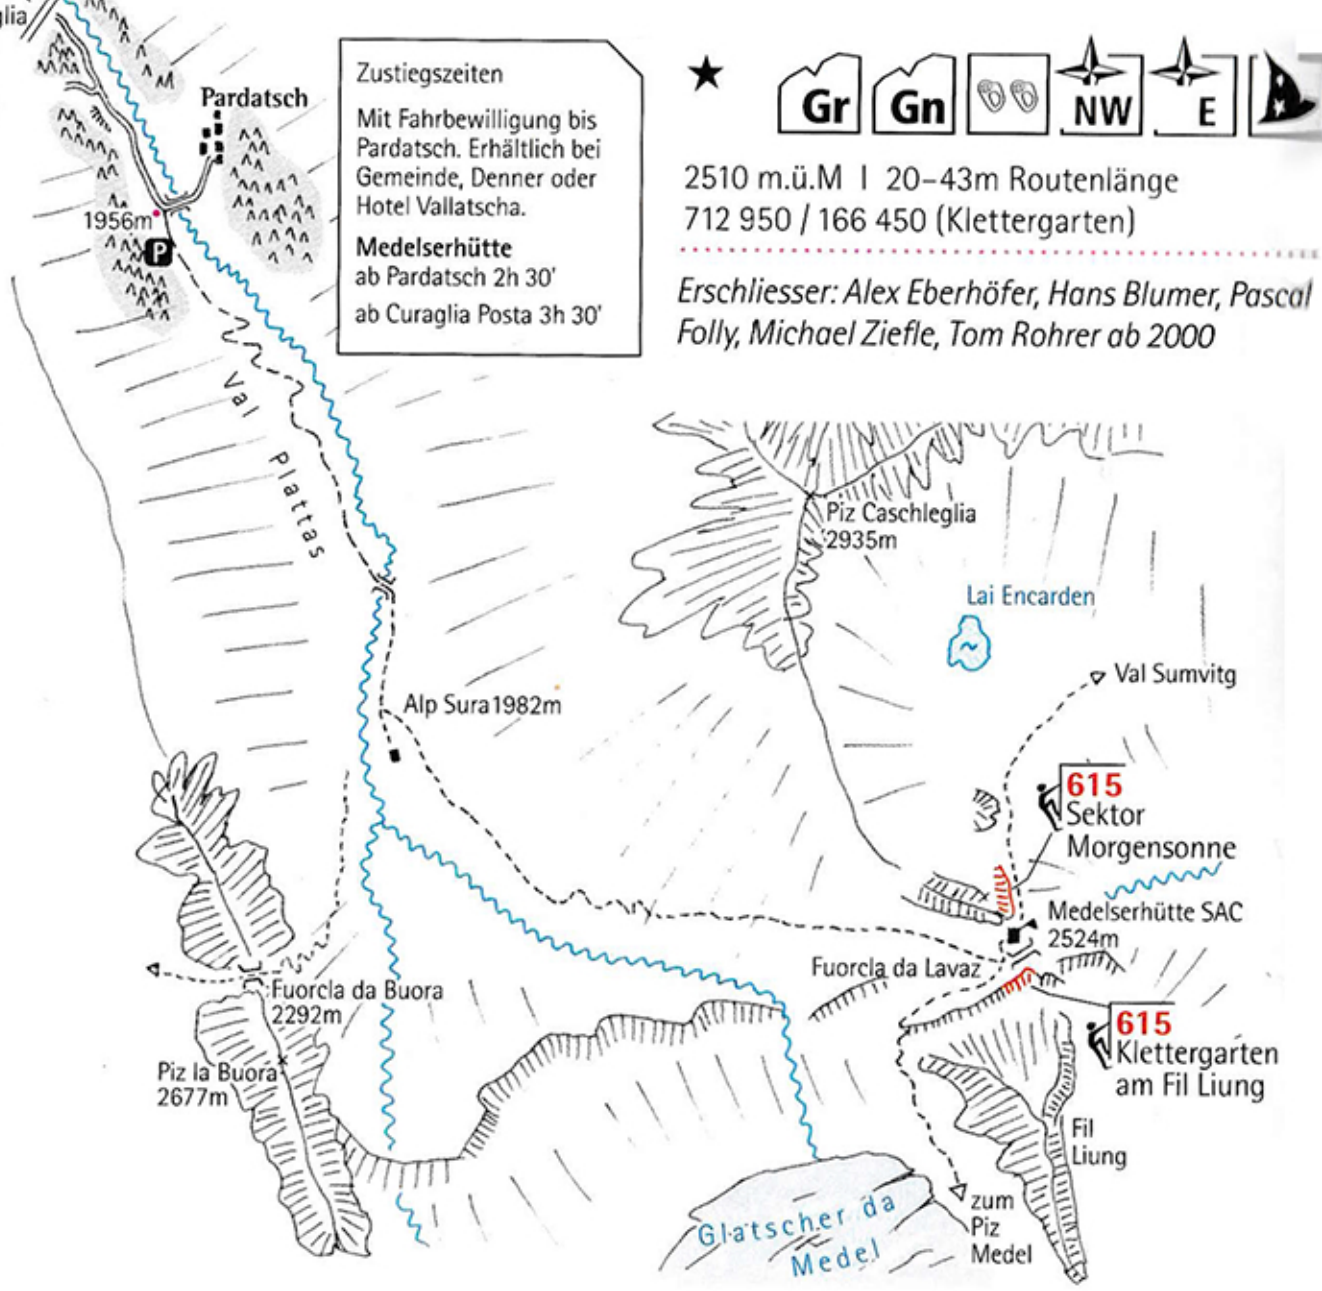 glia
Pardatsch
1956m
P
Zustiegszeiten
Mit Fahrbewilligung bis
Pardatsch. Erhältlich bei
Gemeinde, Denner oder
Hotel Vallatscha.
Medelserhütte
ab Pardatsch 2h 30'
ab Curaglia Posta 3h 30'
Gr
Gn
NW
E
2510 m.ü.M | 20–43m Routenlänge
712 950 / 166 450 (Klettergarten)
Erschliesser: Alex Eberhöfer, Hans Blumer, Pascal
Folly, Michael Ziefle, Tom Rohrer ab 2000
Val Plattas
Piz Caschleglia
2935m
Lai Encarden
Val Sumvitg
Alp Sura 1982m
615
Sektor
Morgensonne
Medelserhütte SAC
2524m
Fuorcla da Lavaz
Fuorcla da Buora
2292m
Piz la Buora
2677m
615
Klettergarten
am Fil Liung
Fil
Liung
zum
Piz
Medel
Glatscher da
Medel